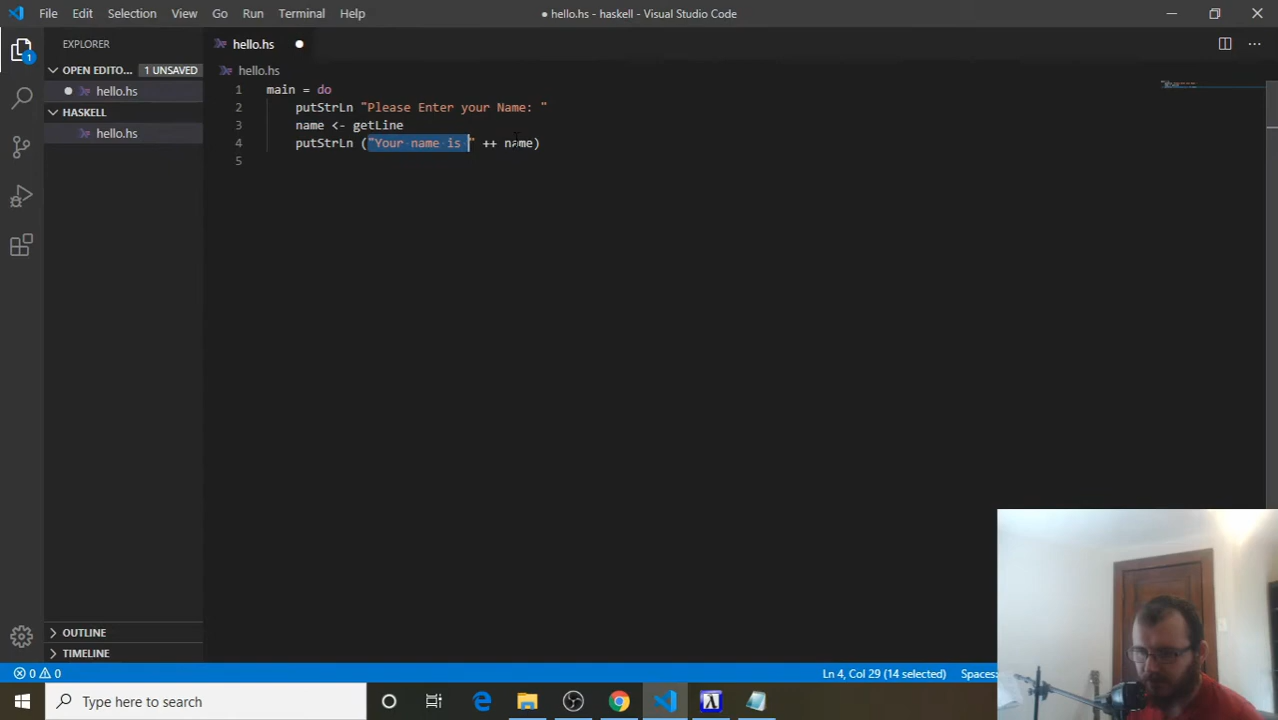 File Edit Selection View Go Run Terminal Help
● hello.hs - haskell - Visual Studio Code
EXPLORER
hello.hs ●
OPEN EDITO... 1 UNSAVED
hello.hs
● hello.hs
HASKELL
hello.hs
1 main = do
2 putStrLn "Please Enter your Name: "
3 name <- getLine
4 putStrLn ("Your name is " ++ name)
5
1
OUTLINE
TIMELINE
0 0
Ln 4, Col 29 (14 selected)
Spaces:
Type here to search